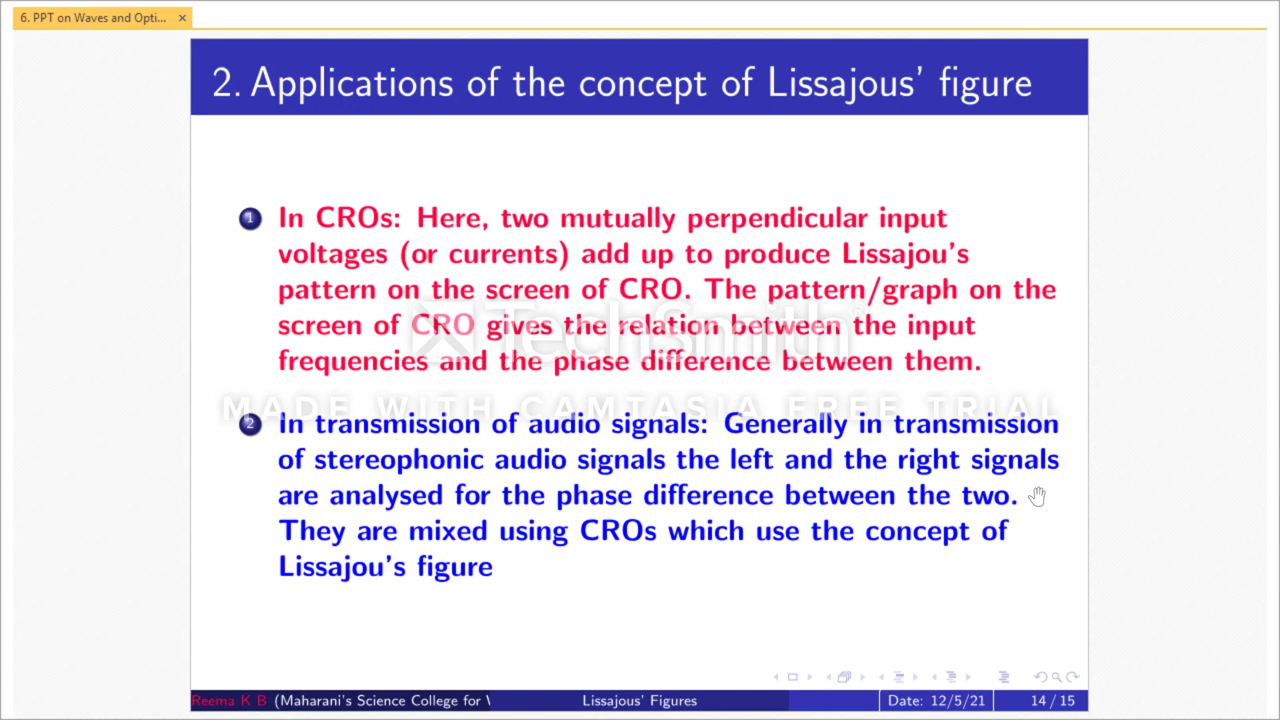 6. PPT on Waves and Opti... ×
2. Applications of the concept of Lissajous' figure
1 In CROs: Here, two mutually perpendicular input
voltages (or currents) add up to produce Lissajou's
pattern on the screen of CRO. The pattern/graph on the
screen of CRO gives the relation between the input
frequencies and the phase difference between them.
TechSmith®
MADE WITH CAMTASIA FREE TRIAL
2 In transmission of audio signals: Generally in transmission
of stereophonic audio signals the left and the right signals
are analysed for the phase difference between the two.
They are mixed using CROs which use the concept of
Lissajou's figure
Reema K B (Maharani's Science College for Lissajous' Figures Date: 12/5/21 14 / 15